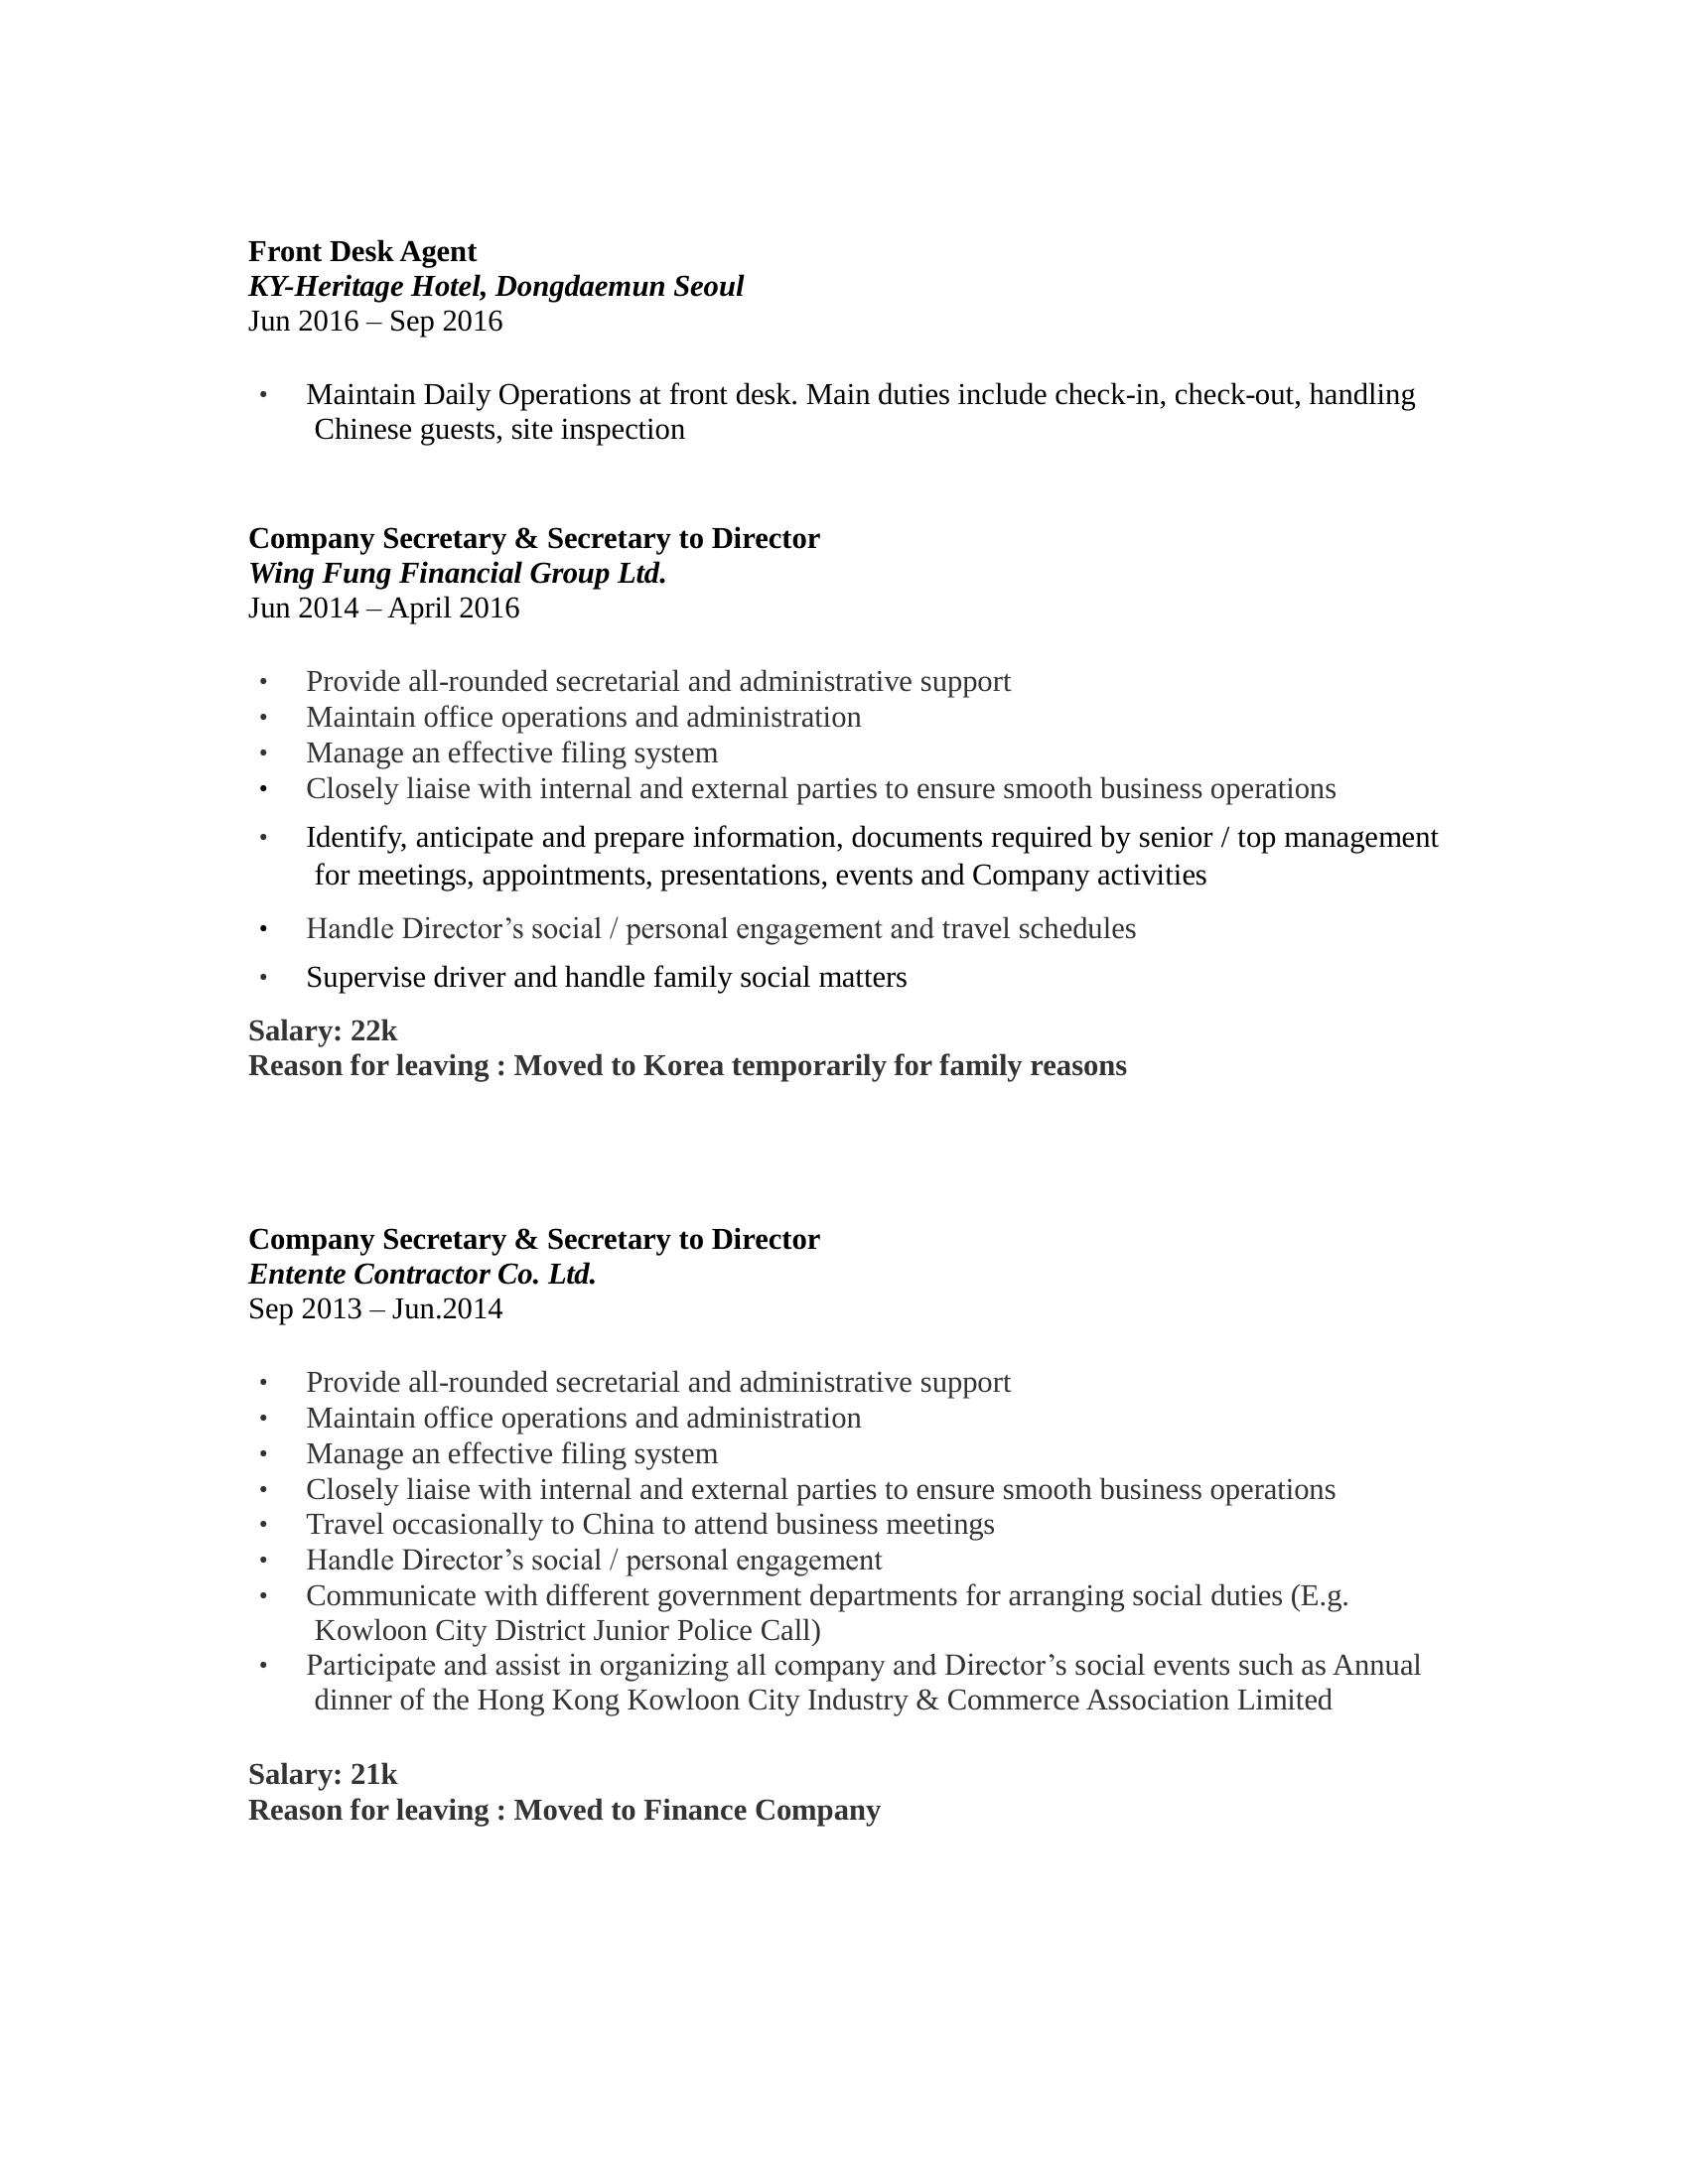 Front Desk Agent
KY-Heritage Hotel, Dongdaemun Seoul
Jun 2016 – Sep 2016
• Maintain Daily Operations at front desk. Main duties include check-in, check-out, handling
Chinese guests, site inspection
Company Secretary & Secretary to Director
Wing Fung Financial Group Ltd.
Jun 2014 – April 2016
• Provide all-rounded secretarial and administrative support
• Maintain office operations and administration
• Manage an effective filing system
• Closely liaise with internal and external parties to ensure smooth business operations
• Identify, anticipate and prepare information, documents required by senior / top management
for meetings, appointments, presentations, events and Company activities
• Handle Director’s social / personal engagement and travel schedules
• Supervise driver and handle family social matters
Salary: 22k
Reason for leaving : Moved to Korea temporarily for family reasons
Company Secretary & Secretary to Director
Entente Contractor Co. Ltd.
Sep 2013 – Jun.2014
• Provide all-rounded secretarial and administrative support
• Maintain office operations and administration
• Manage an effective filing system
• Closely liaise with internal and external parties to ensure smooth business operations
• Travel occasionally to China to attend business meetings
• Handle Director’s social / personal engagement
• Communicate with different government departments for arranging social duties (E.g.
Kowloon City District Junior Police Call)
• Participate and assist in organizing all company and Director’s social events such as Annual
dinner of the Hong Kong Kowloon City Industry & Commerce Association Limited
Salary: 21k
Reason for leaving : Moved to Finance Company